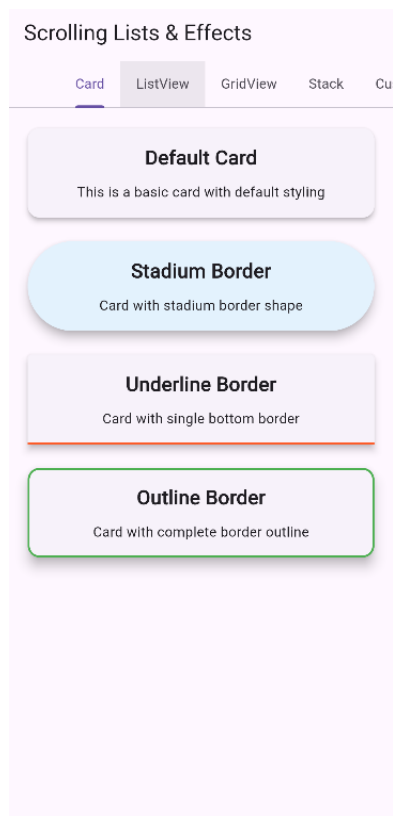 Scrolling Lists & Effects
Card ListView GridView Stack Cu
Default Card
This is a basic card with default styling
Stadium Border
Card with stadium border shape
Underline Border
Card with single bottom border
Outline Border
Card with complete border outline